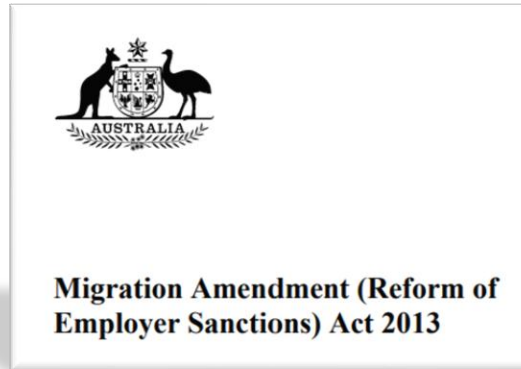 AUSTRALIA
Migration Amendment (Reform of
Employer Sanctions) Act 2013